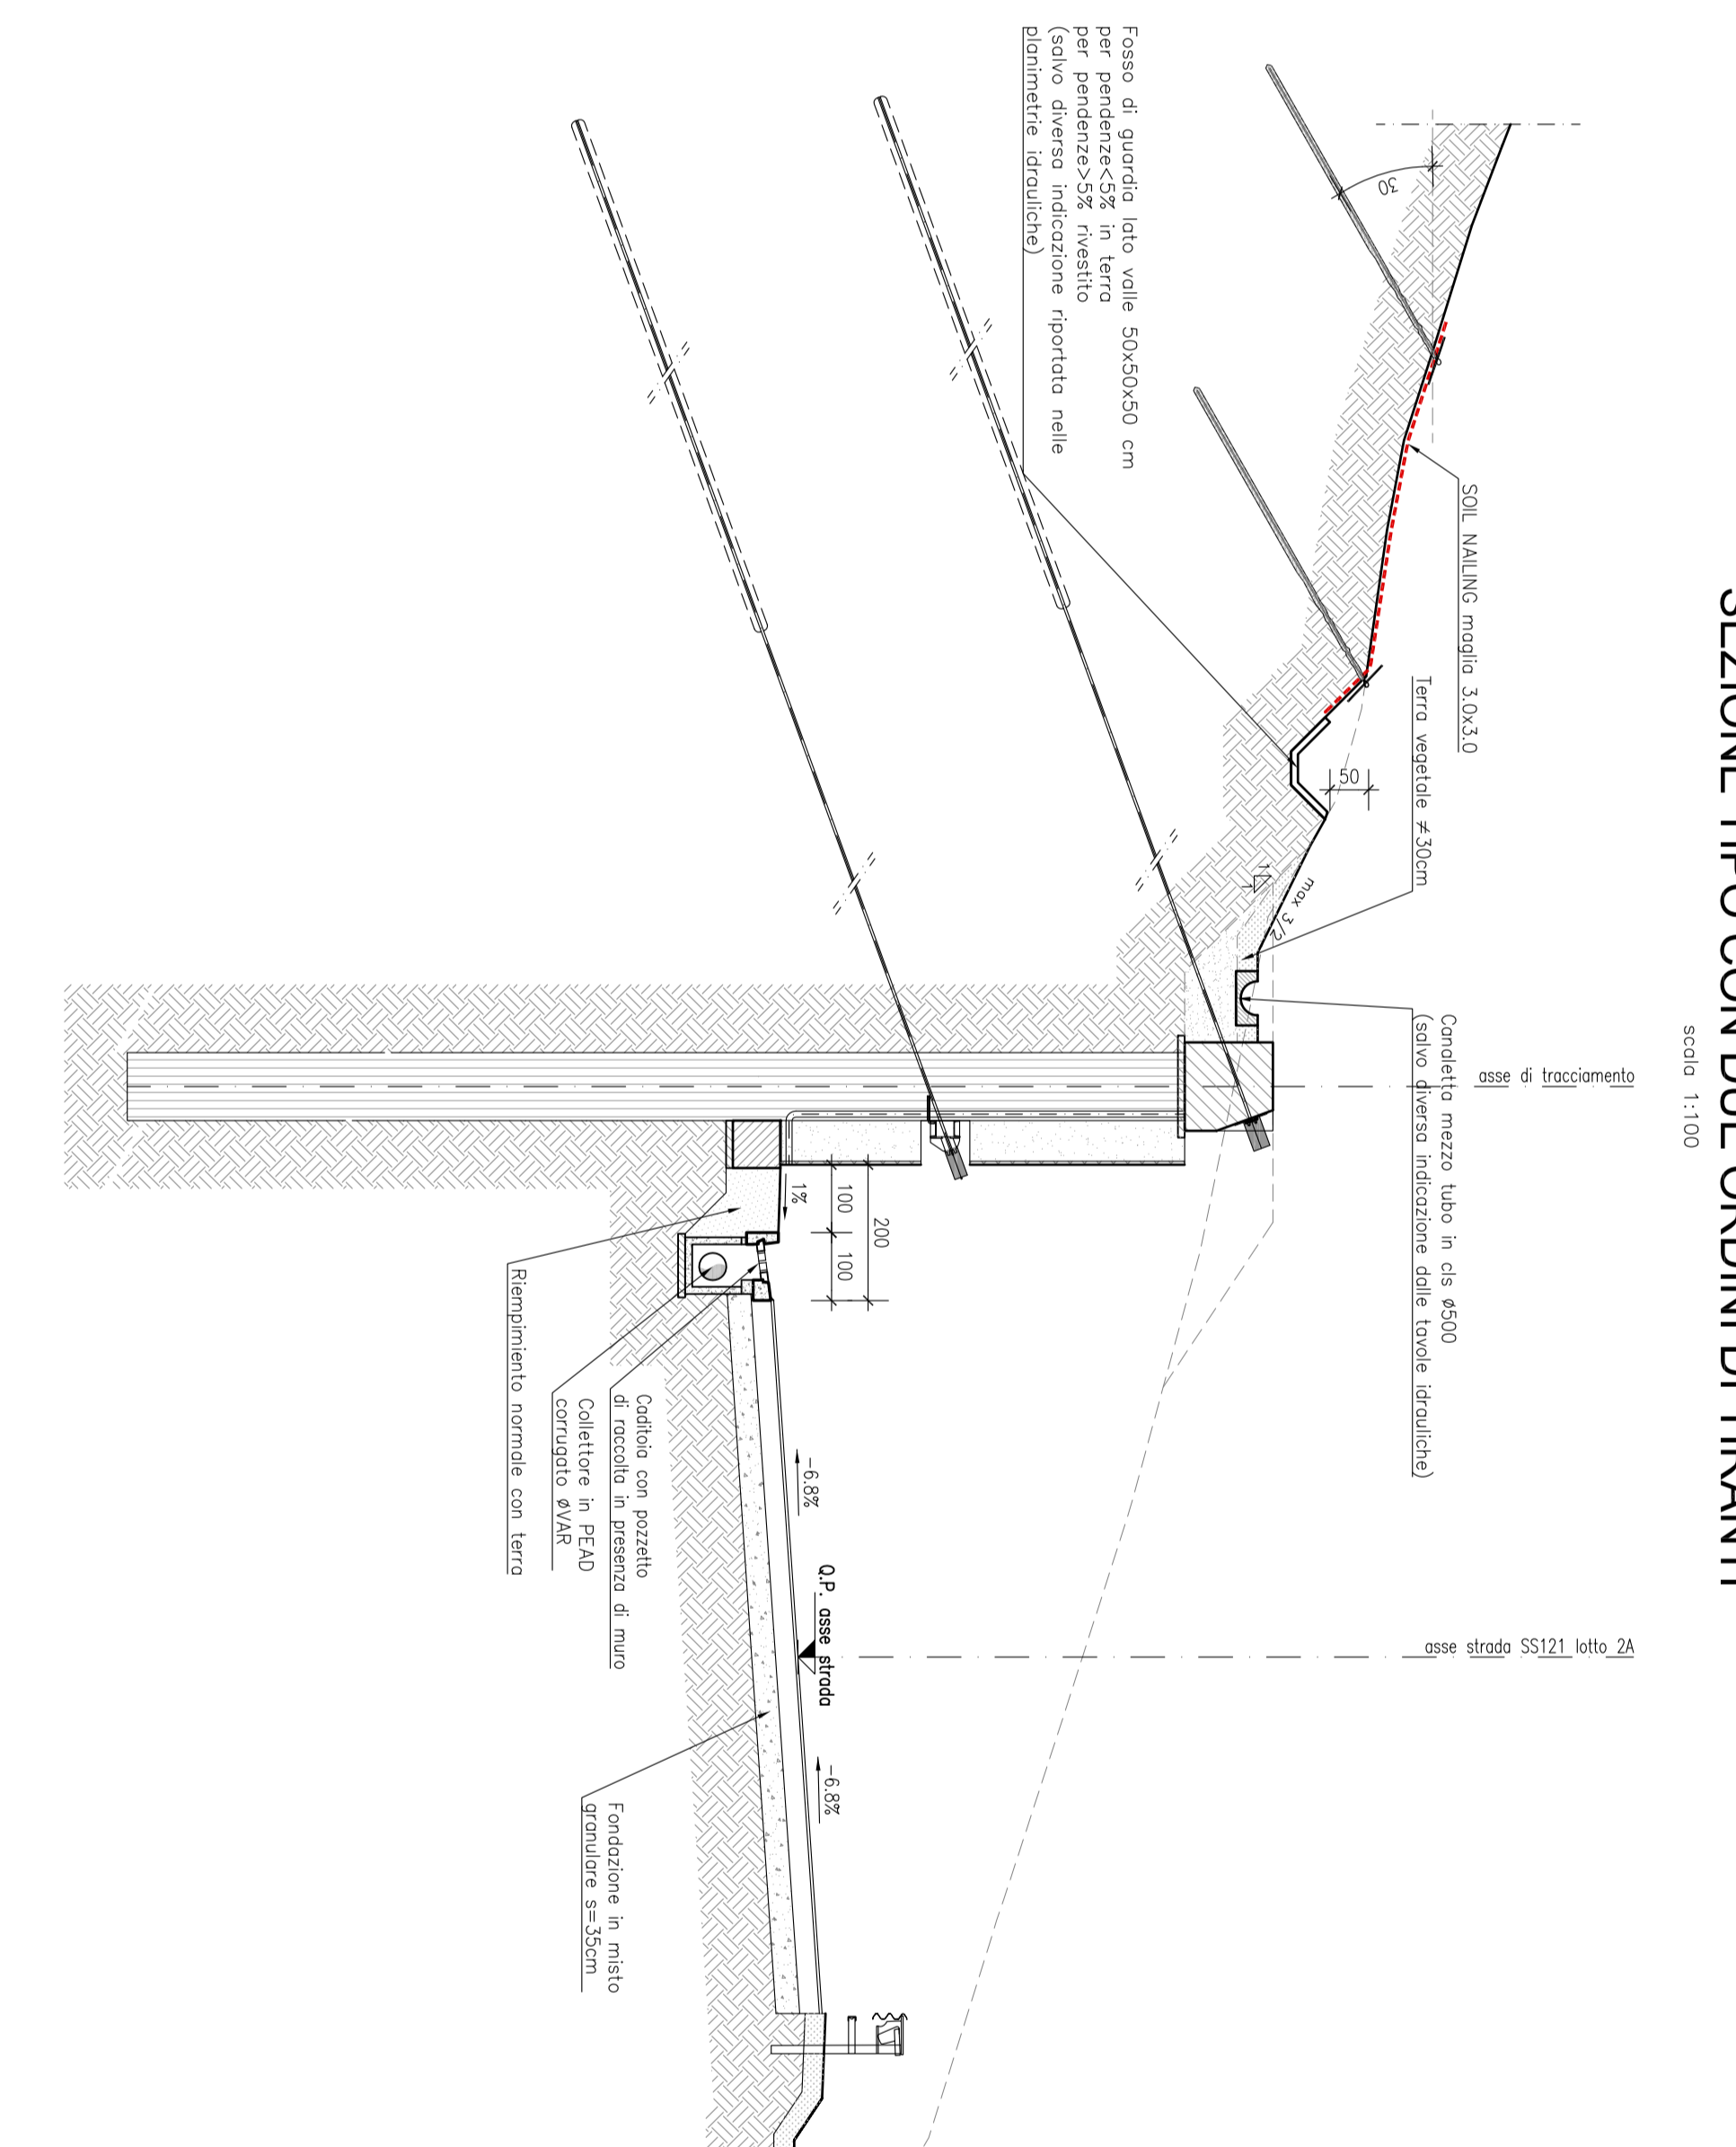 SEZIONE TIPO CON DUE ORDINI DI TIRANTI
scala 1:100
asse di tracciamento
asse strada SS121 lotto 2A
SOIL NAILING maglia 3.0x3.0
Terra vegetale ≠30cm
Canaletta mezzo tubo in cls ø500
(salvo diversa indicazione dalle tavole idrauliche)
30
50
1
1
max 3/2
Fosso di guardia lato valle 50x50x50 cm
per pendenze<5% in terra
per pendenze>5% rivestito
(salvo diversa indicazione riportata nelle
planimetrie idrauliche)
200
100
100
1%
-6.8%
Q.P. asse strada
-6.8%
Caditoia con pozzetto
di raccolta in presenza di muro
Collettore in PEAD
corrugato øVAR
Riempimiento normale con terra
Fondazione in misto
granulare s=35cm